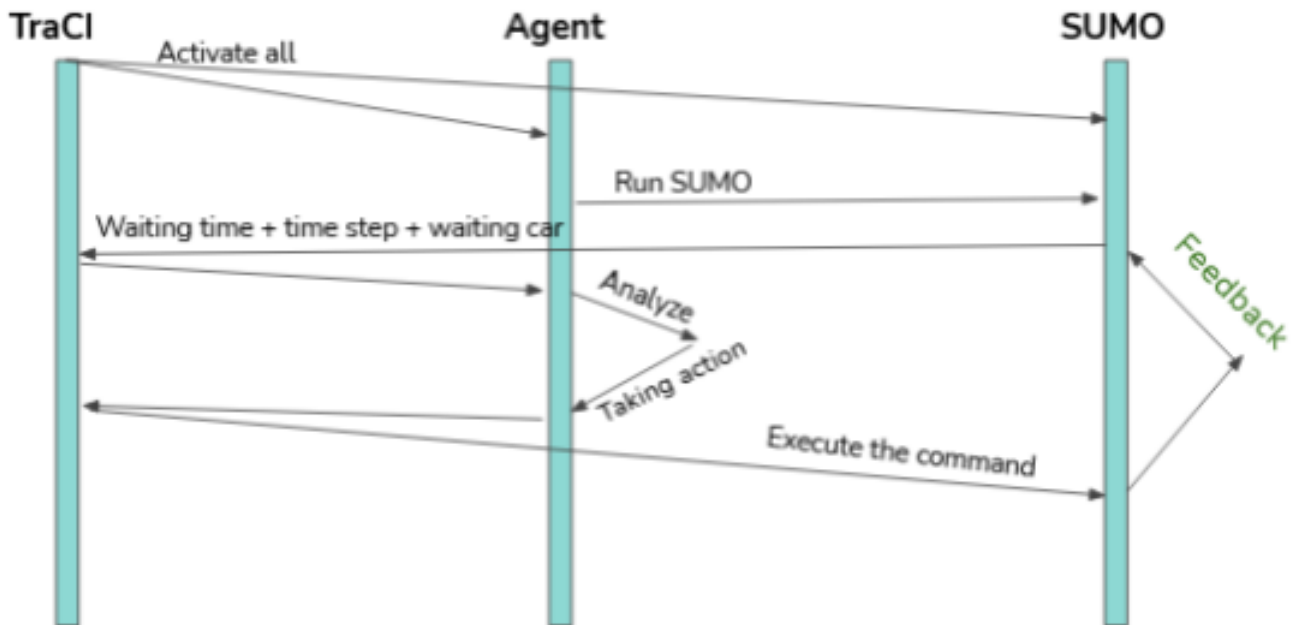 TraCI
Agent
SUMO
Activate all
Run SUMO
Waiting time + time step + waiting car
Feedback
Analyze
Taking action
Execute the command